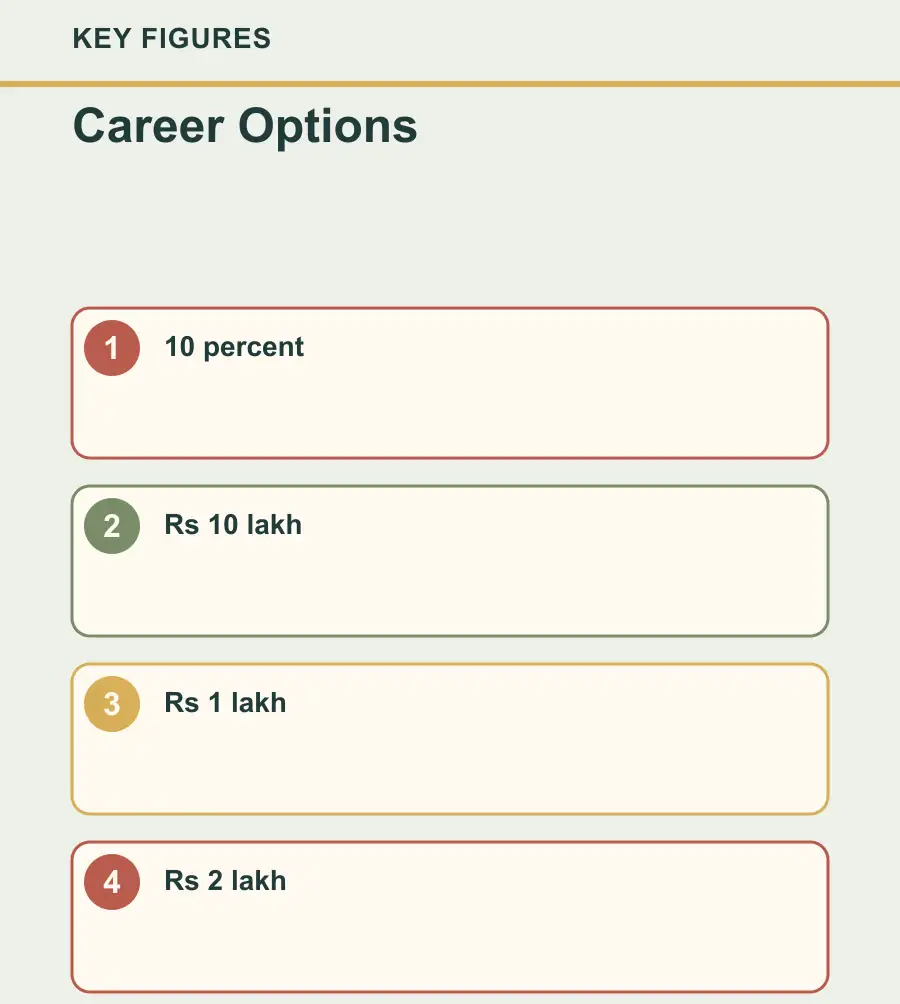 KEY FIGURES
Career Options
1 10 percent
2 Rs 10 lakh
3 Rs 1 lakh
4 Rs 2 lakh